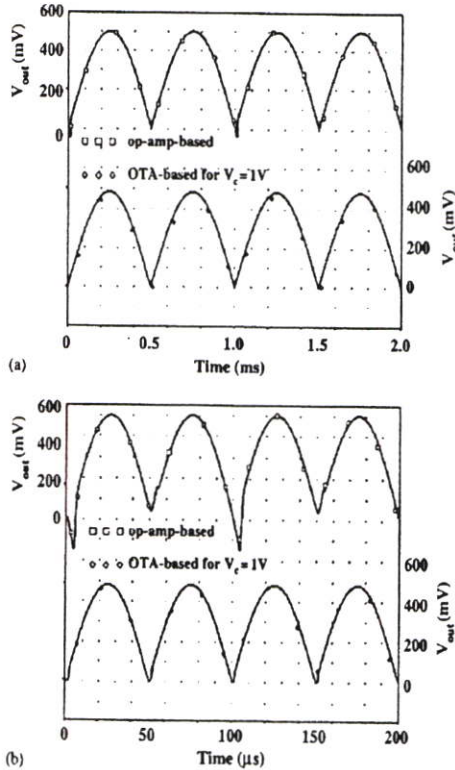 (a)
V_out (mV)
600
400
200
0
□ □ □ op-amp-based
◇ ◇ ◇ OTA-based for V_c = 1V
600
400
200
0
V_out (mV)
0 0.5 1.0 1.5 2.0
Time (ms)
(b)
V_out (mV)
600
400
200
0
□ □ □ op-amp-based
◇ ◇ ◇ OTA-based for V_c = 1V
600
400
200
0
V_out (mV)
0 50 100 150 200
Time (μs)